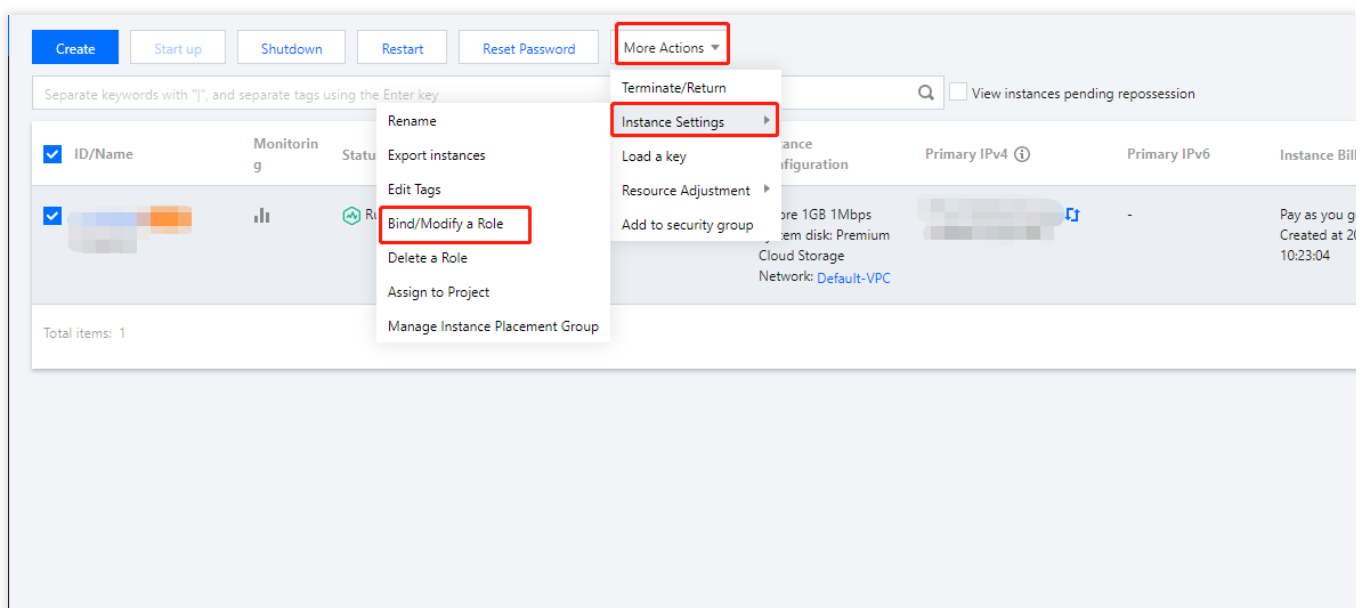 Create Start up Shutdown Restart Reset Password More Actions
Separate keywords with "|", and separate tags using the Enter key
View instances pending repossession
Terminate/Return
Instance Settings
Load a key
Resource Adjustment
Add to security group
Rename
Export instances
Edit Tags
Bind/Modify a Role
Delete a Role
Assign to Project
Manage Instance Placement Group
ID/Name
Monitorin
g
Primary IPv4
Primary IPv6
Instance
1GB 1Mbps
disk: Premium
Cloud Storage
Network: Default-VPC
-
Pay as you
Created at
10:23:04
Total items: 1